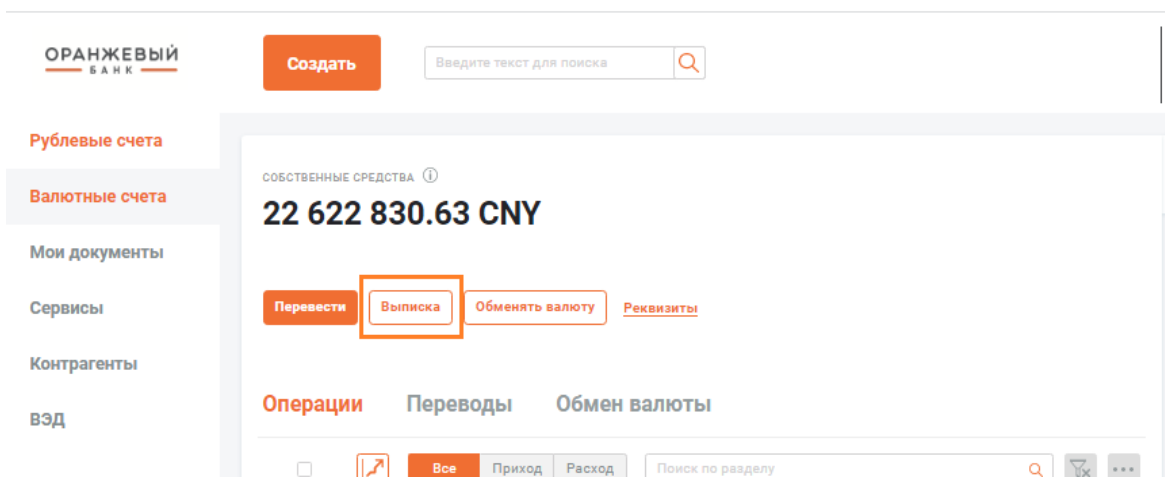 ОРАНЖЕВЫЙ
БАНК
Создать
Введите текст для поиска
Рублевые счета
Валютные счета
Мои документы
Сервисы
Контрагенты
ВЭД
СОБСТВЕННЫЕ СРЕДСТВА
22 622 830.63 CNY
Перевести Выписка Обменять валюту Реквизиты
Операции Переводы Обмен валюты
Все Приход Расход Поиск по разделу